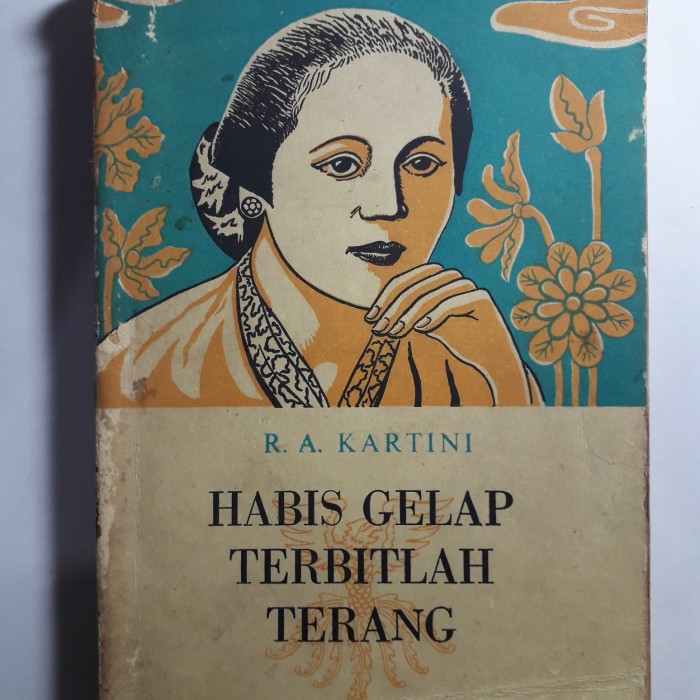 R. A. KARTINI
HABIS GELAP
TERBITLAH
TERANG